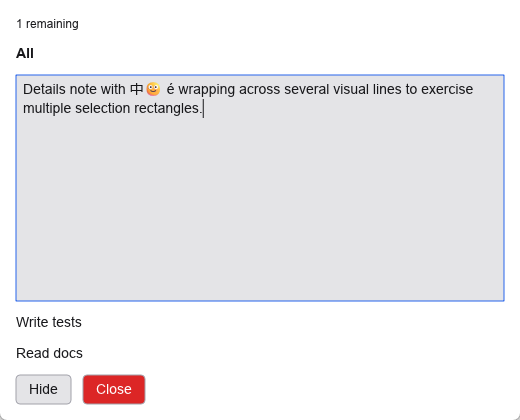 1 remaining
All
Details note with 中😀 é wrapping across several visual lines to exercise
multiple selection rectangles.
Write tests
Read docs
Hide
Close